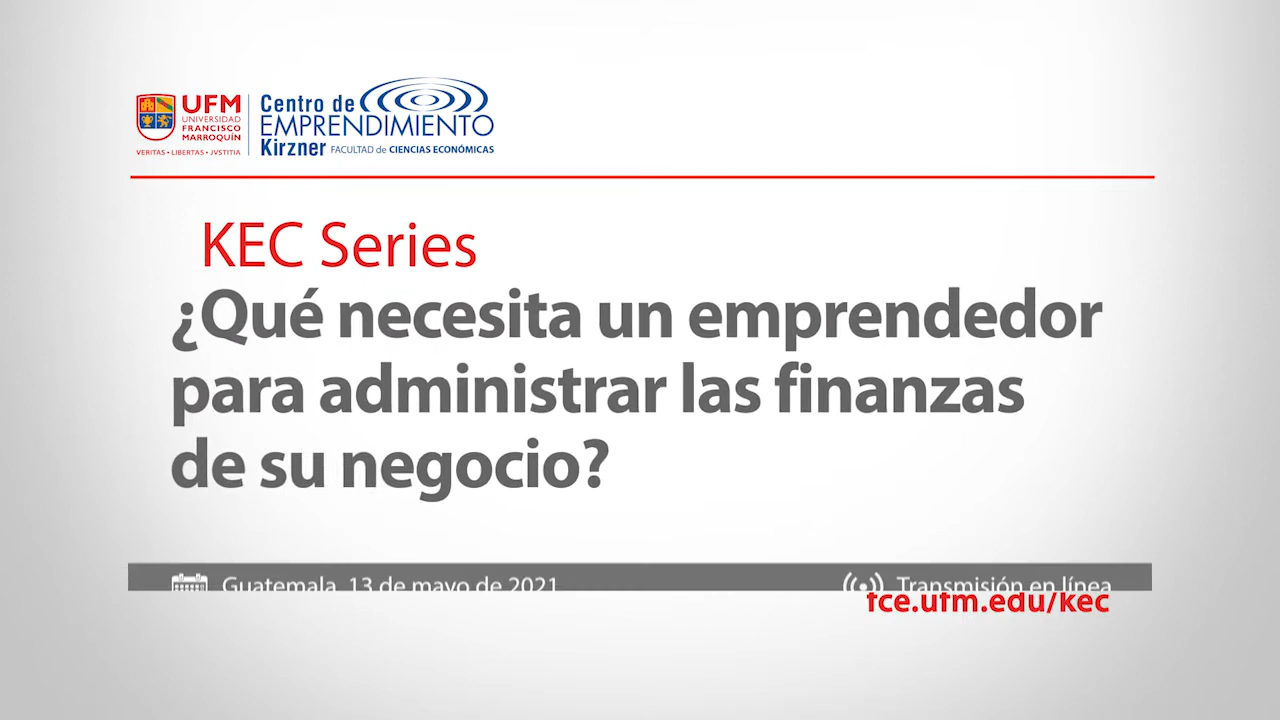 UFM
UNIVERSIDAD
FRANCISCO
MARROQUÍN
VERITAS • LIBERTAS • JVSTITIA
Centro de
EMPRENDIMIENTO
Kirzner FACULTAD de CIENCIAS ECONÓMICAS
KEC Series
¿Qué necesita un emprendedor
para administrar las finanzas
de su negocio?
Guatemala, 13 de mayo de 2021
Transmisión en línea
fce.ufm.edu/kec